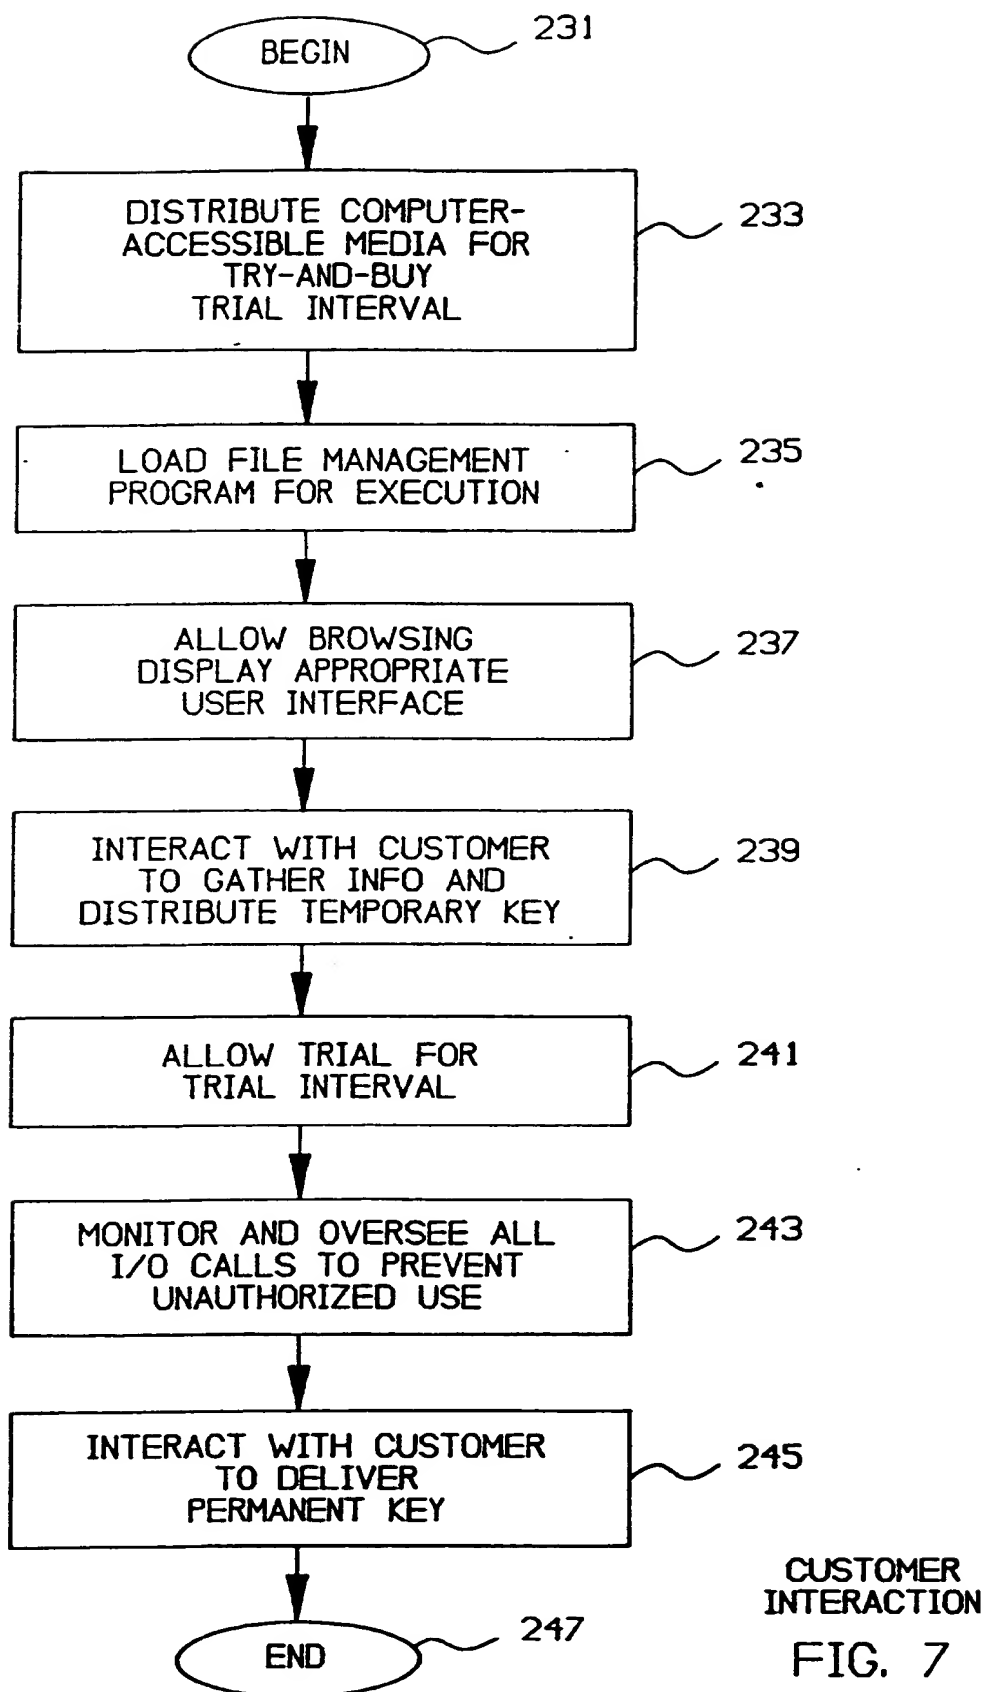 BEGIN
231
DISTRIBUTE COMPUTER-
ACCESSIBLE MEDIA FOR
TRY-AND-BUY
TRIAL INTERVAL
233
LOAD FILE MANAGEMENT
PROGRAM FOR EXECUTION
235
ALLOW BROWSING
DISPLAY APPROPRIATE
USER INTERFACE
237
INTERACT WITH CUSTOMER
TO GATHER INFO AND
DISTRIBUTE TEMPORARY KEY
239
ALLOW TRIAL FOR
TRIAL INTERVAL
241
MONITOR AND OVERSEE ALL
I/O CALLS TO PREVENT
UNAUTHORIZED USE
243
INTERACT WITH CUSTOMER
TO DELIVER
PERMANENT KEY
245
END
247
CUSTOMER
INTERACTION
FIG. 7